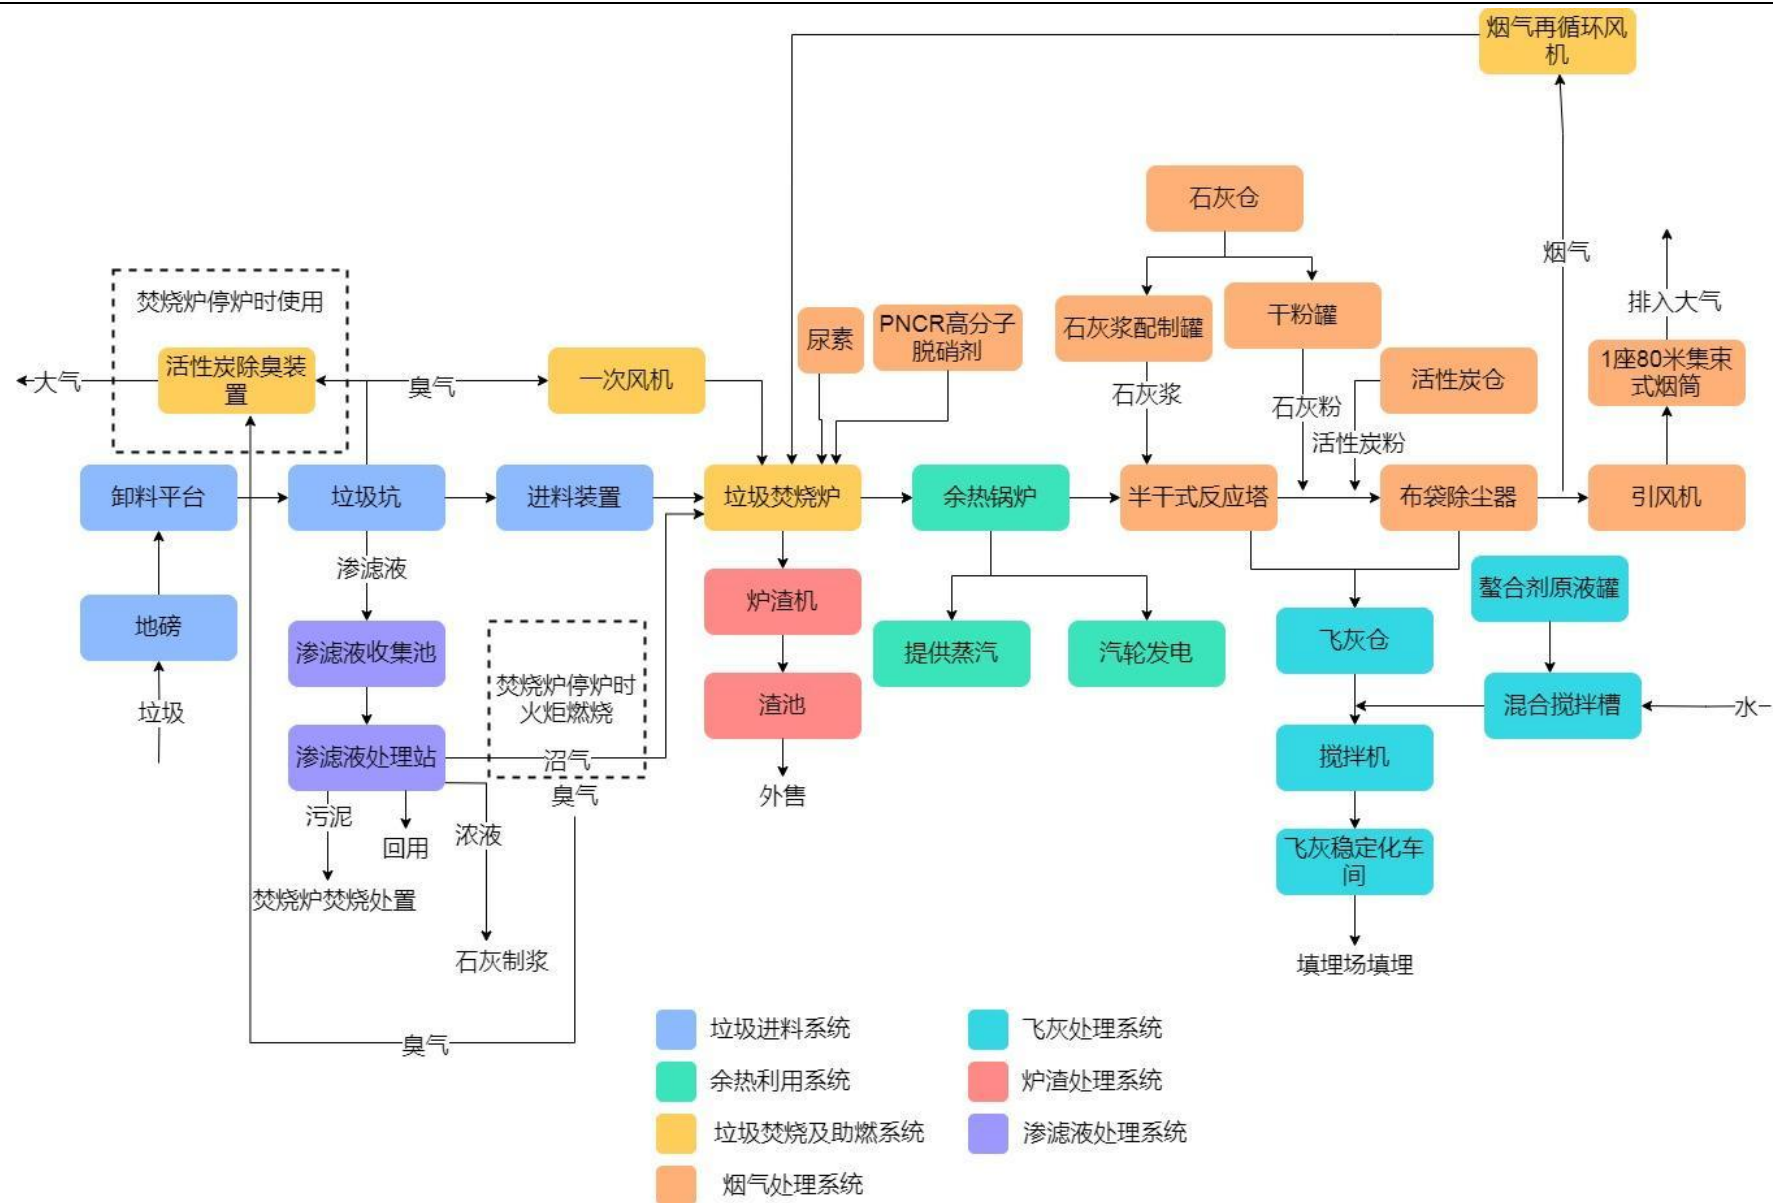 烟气再循环风
机
石灰仓
烟气
焚烧炉停炉时使用
排入大气
尿素
PNCR高分子
脱硝剂
石灰浆配制罐
干粉罐
大气
活性炭除臭装
置
臭气
一次风机
石灰浆
石灰粉
活性炭仓
1座80米集束
式烟筒
活性炭粉
卸料平台
垃圾坑
进料装置
垃圾焚烧炉
余热锅炉
半干式反应塔
布袋除尘器
引风机
渗滤液
地磅
炉渣机
螯合剂原液罐
渗滤液收集池
焚烧炉停炉时
火炬燃烧
提供蒸汽
汽轮发电
飞灰仓
垃圾
渣池
混合搅拌槽
水
渗滤液处理站
沼气
搅拌机
臭气
外售
污泥
回用
浓液
飞灰稳定化车
间
焚烧炉焚烧处置
石灰制浆
填埋场填埋
臭气
垃圾进料系统
飞灰处理系统
余热利用系统
炉渣处理系统
垃圾焚烧及助燃系统
渗滤液处理系统
烟气处理系统